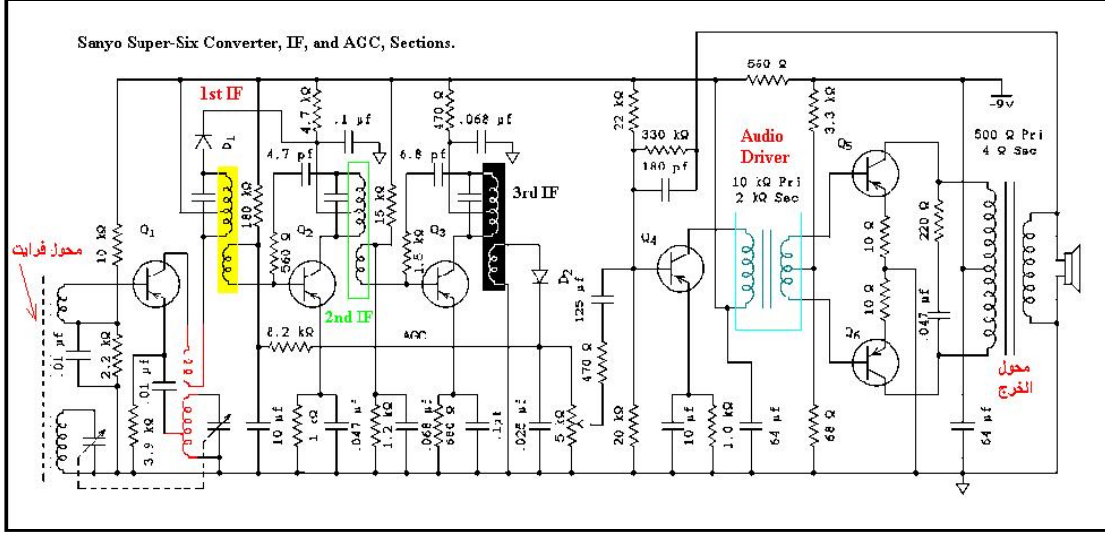 Sanyo Super-Six Converter, IF, and AGC, Sections.
1st IF
D1
4.7 kΩ
.1 µf
470 Ω
.068 µf
4.7 pf
6.8 pf
3rd IF
22 kΩ
330 kΩ
180 pf
560 Ω
Audio
Driver
10 kΩ Pri
2 kΩ Sec
3.3 kΩ
-9v
500 Ω Pri
4 Ω Sec
محول فرايت
10 kΩ
Q1
180 kΩ
560 Ω
Q2
15 kΩ
1.5 kΩ
Q3
D2
Q4
Q5
10 Ω
10 Ω
220 Ω
2nd IF
8.2 kΩ
AGC
125 µf
470 Ω
Q6
.047 µf
محول
الخرج
.01 µf
2.2 kΩ
.01 µf
3.9 kΩ
10 µf
1 kΩ
.047 µf
1.2 kΩ
.068 µf
680 Ω
.1µf
.025 µf
5 kΩ
20 kΩ
10 µf
1.0 kΩ
64 µf
68 Ω
64 µf